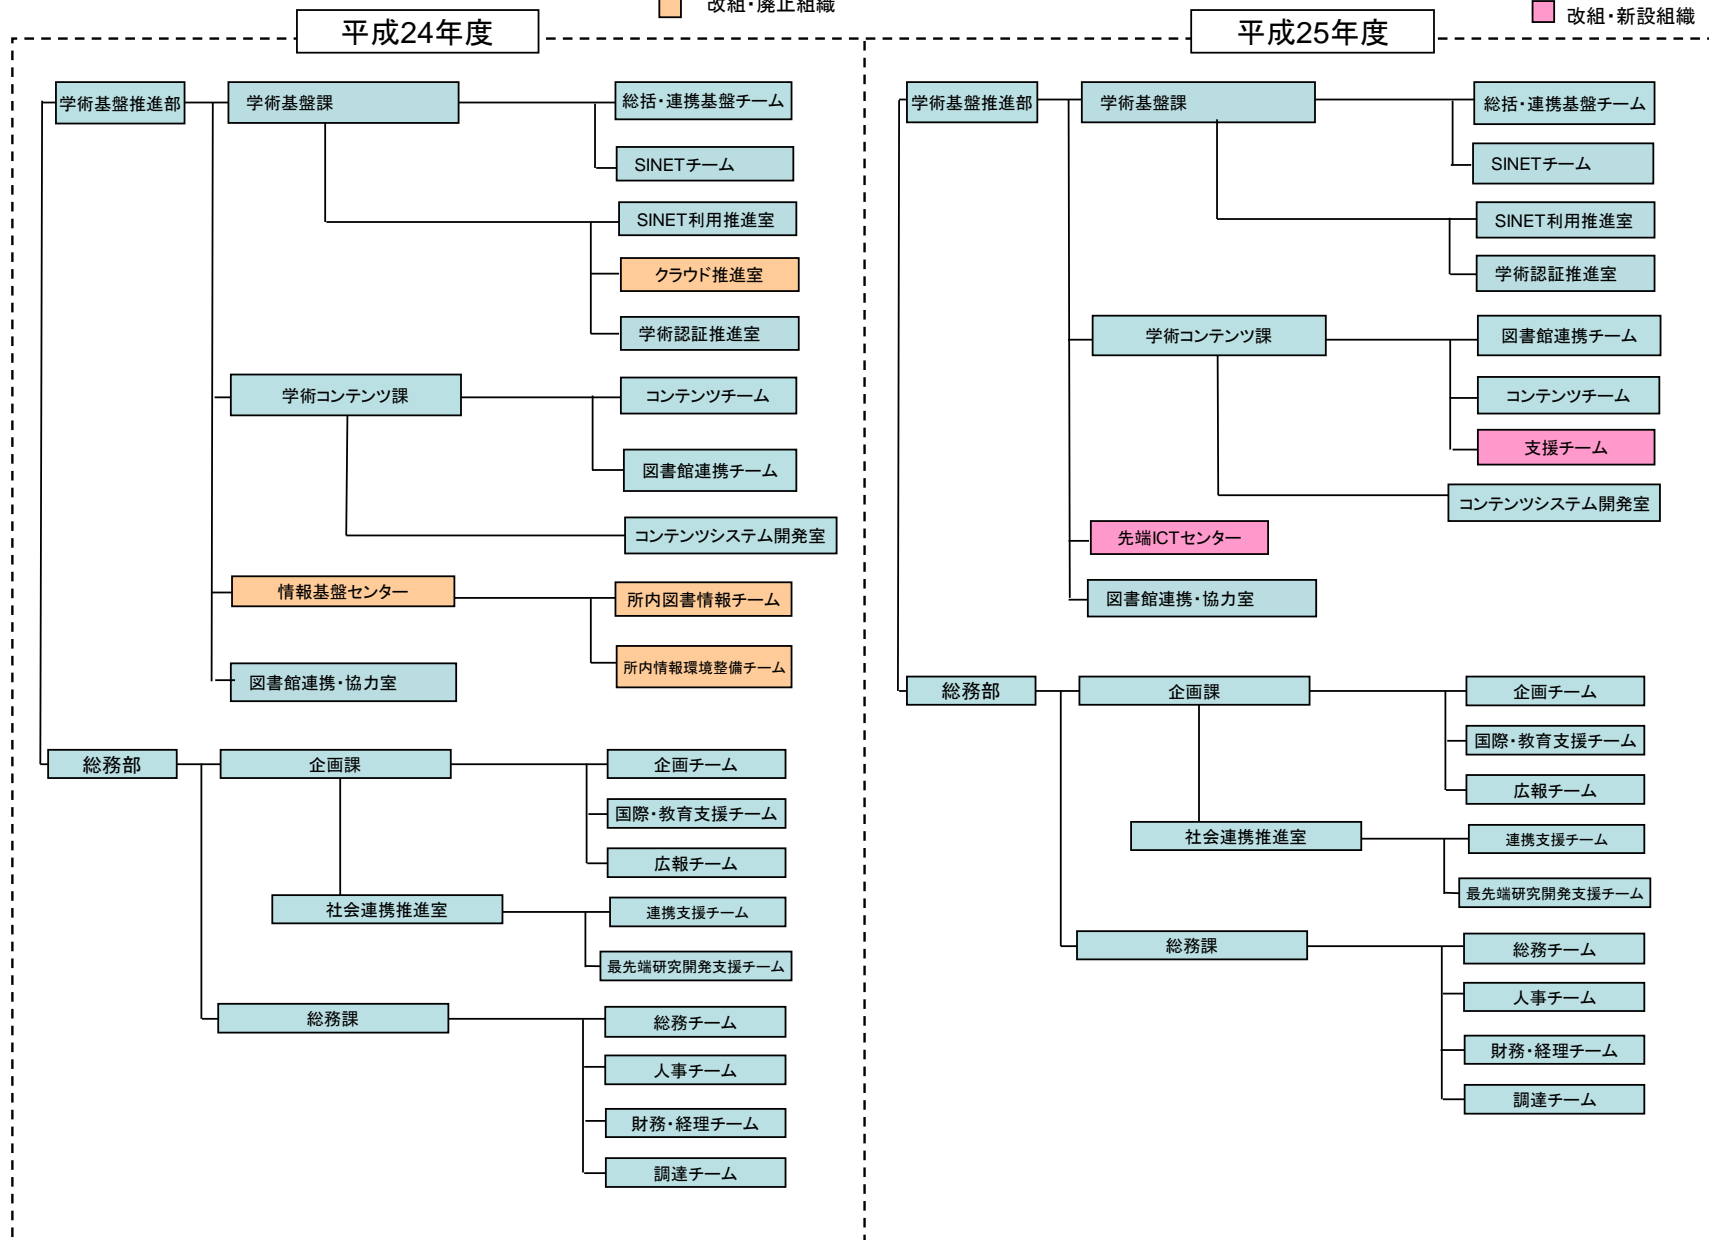 改組・廃止組織
改組・新設組織
平成24年度
学術基盤推進部
学術基盤課
総括・連携基盤チーム
SINETチーム
SINET利用推進室
クラウド推進室
学術認証推進室
学術コンテンツ課
コンテンツチーム
図書館連携チーム
コンテンツシステム開発室
情報基盤センター
所内図書情報チーム
所内情報環境整備チーム
図書館連携・協力室
総務部
企画課
企画チーム
国際・教育支援チーム
広報チーム
社会連携推進室
連携支援チーム
最先端研究開発支援チーム
総務課
総務チーム
人事チーム
財務・経理チーム
調達チーム
平成25年度
学術基盤推進部
学術基盤課
総括・連携基盤チーム
SINETチーム
SINET利用推進室
学術認証推進室
学術コンテンツ課
図書館連携チーム
コンテンツチーム
支援チーム
コンテンツシステム開発室
先端ICTセンター
図書館連携・協力室
総務部
企画課
企画チーム
国際・教育支援チーム
広報チーム
社会連携推進室
連携支援チーム
最先端研究開発支援チーム
総務課
総務チーム
人事チーム
財務・経理チーム
調達チーム